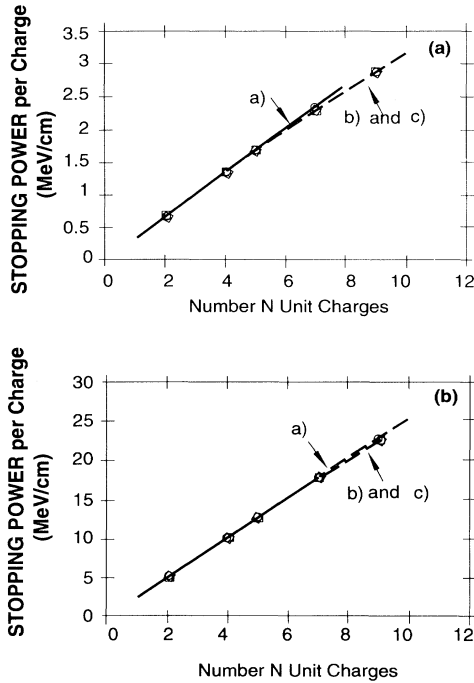 STOPPING POWER per Charge
(MeV/cm)
3.5
3
2.5
2
1.5
1
0.5
0
(a)
a)
b) and c)
0 2 4 6 8 10 12
Number N Unit Charges
STOPPING POWER per Charge
(MeV/cm)
30
25
20
15
10
5
0
(b)
a)
b) and c)
0 2 4 6 8 10 12
Number N Unit Charges